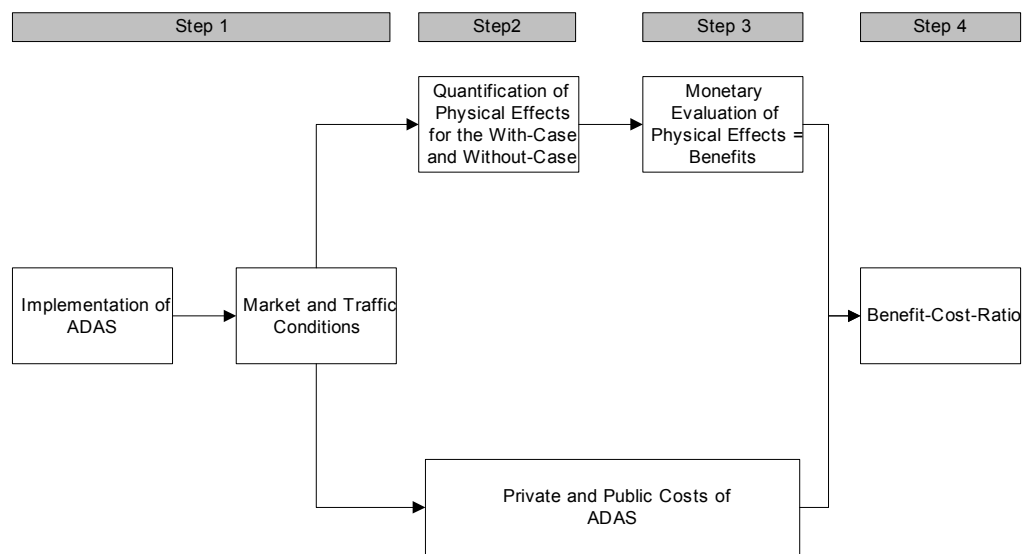 Step 1
Step2
Step 3
Step 4
Quantification of
Physical Effects
for the With-Case
and Without-Case
Monetary
Evaluation of
Physical Effects =
Benefits
Implementation of
ADAS
Market and Traffic
Conditions
Benefit-Cost-Ratio
Private and Public Costs of
ADAS